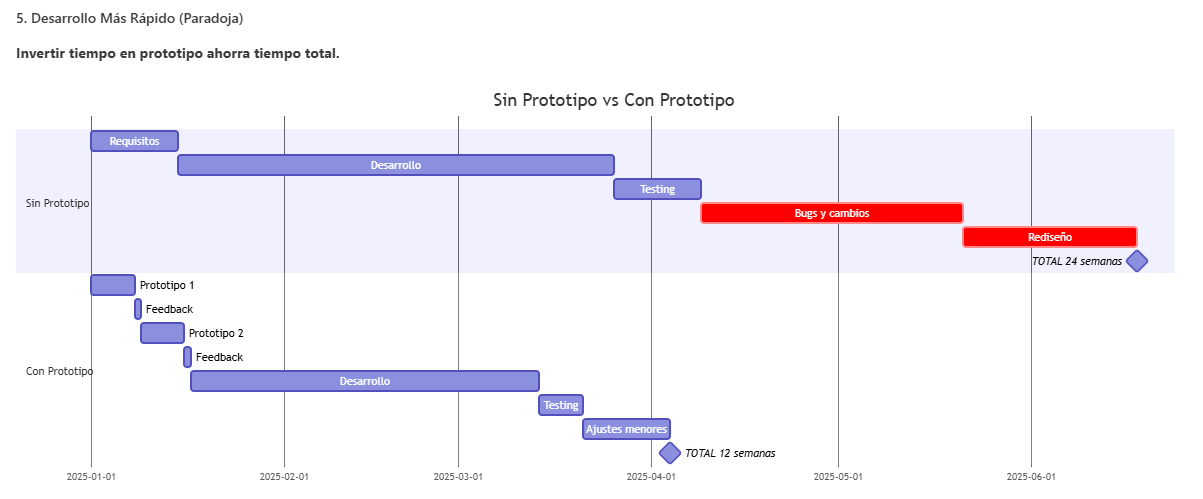 5. Desarrollo Más Rápido (Paradoja)
Invertir tiempo en prototipo ahorra tiempo total.
Sin Prototipo vs Con Prototipo
Requisitos
Desarrollo
Testing
Sin Prototipo
Bugs y cambios
Rediseño
TOTAL 24 semanas
Prototipo 1
Feedback
Prototipo 2
Feedback
Con Prototipo
Desarrollo
Testing
Ajustes menores
TOTAL 12 semanas
2025-01-01 2025-02-01 2025-03-01 2025-04-01 2025-05-01 2025-06-01